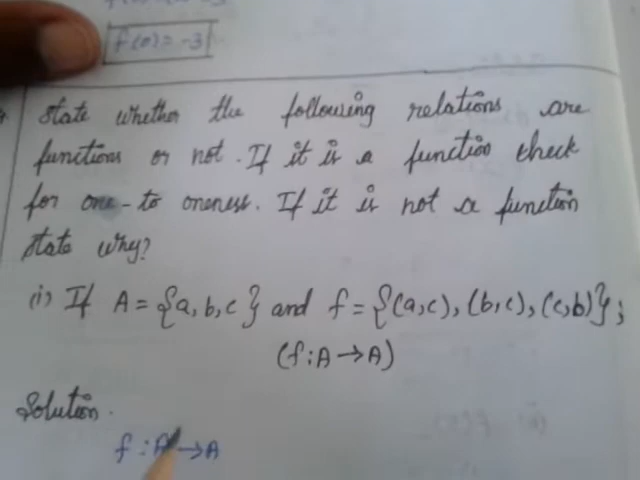 f(0) = -3
State whether the following relations are
functions or not. If it is a function check
for one-to oneness. If it is not a function
state why?
(i) If A = {a, b, c} and f = {(a,c), (b,c), (c,b)};
(f : A → A)
Solution.
f : A → A